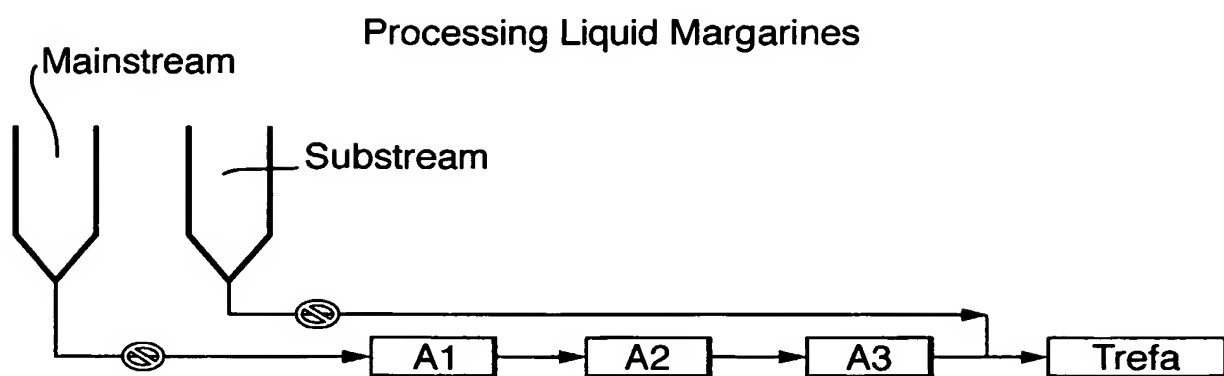 Processing Liquid Margarines
Mainstream
Substream
A1
A2
A3
Trefa